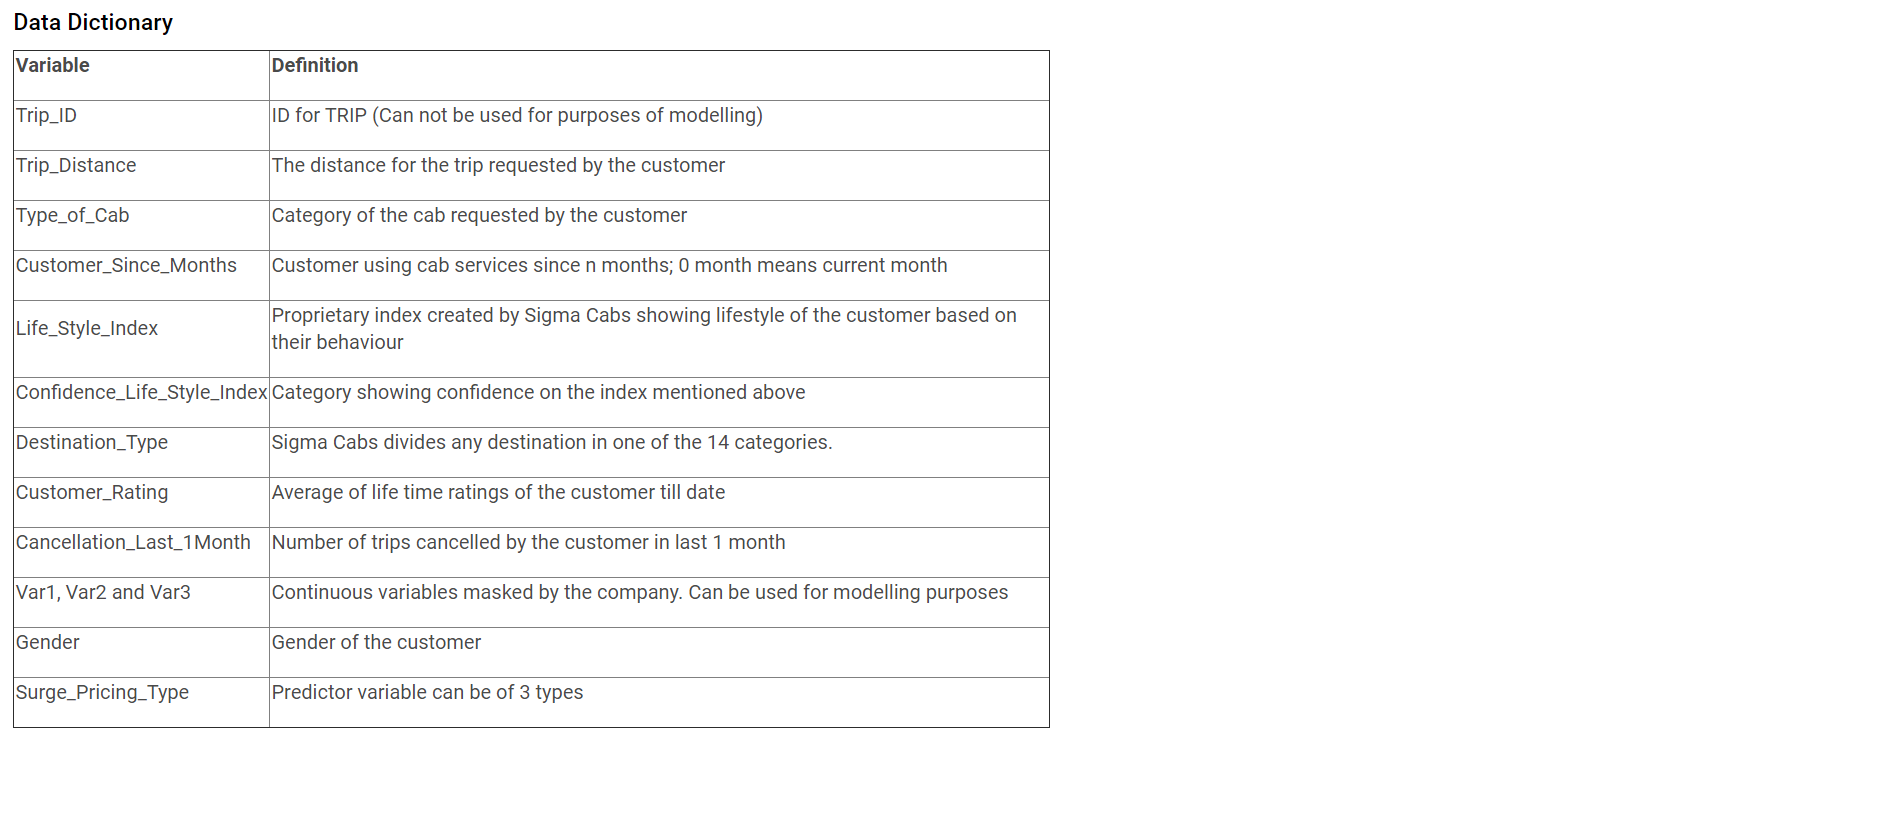 Data Dictionary
Variable Definition
Trip_ID ID for TRIP (Can not be used for purposes of modelling)
Trip_Distance The distance for the trip requested by the customer
Type_of_Cab Category of the cab requested by the customer
Customer_Since_Months Customer using cab services since n months; 0 month means current month
Life_Style_Index Proprietary index created by Sigma Cabs showing lifestyle of the customer based on
their behaviour
Confidence_Life_Style_Index Category showing confidence on the index mentioned above
Destination_Type Sigma Cabs divides any destination in one of the 14 categories.
Customer_Rating Average of life time ratings of the customer till date
Cancellation_Last_1Month Number of trips cancelled by the customer in last 1 month
Var1, Var2 and Var3 Continuous variables masked by the company. Can be used for modelling purposes
Gender Gender of the customer
Surge_Pricing_Type Predictor variable can be of 3 types